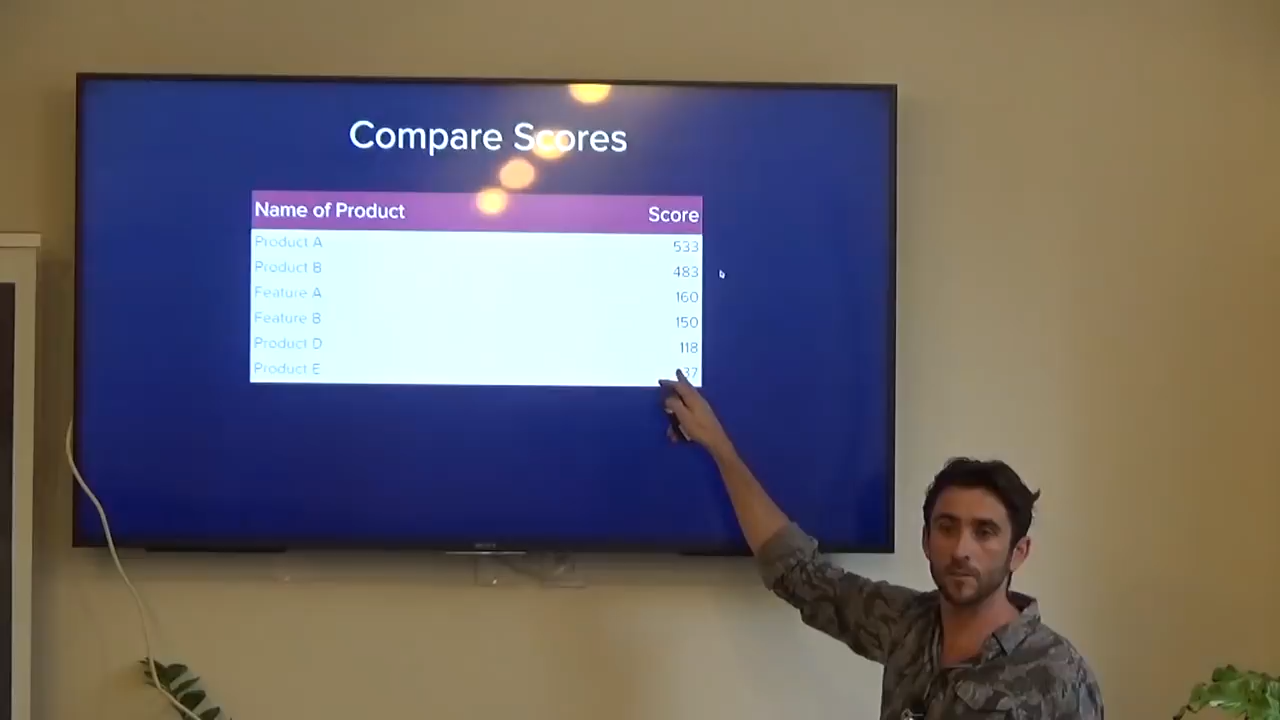 Compare Scores
Name of Product Score
Product A 533
Product B 483
Feature A 160
Feature B 150
Product D 118
Product E